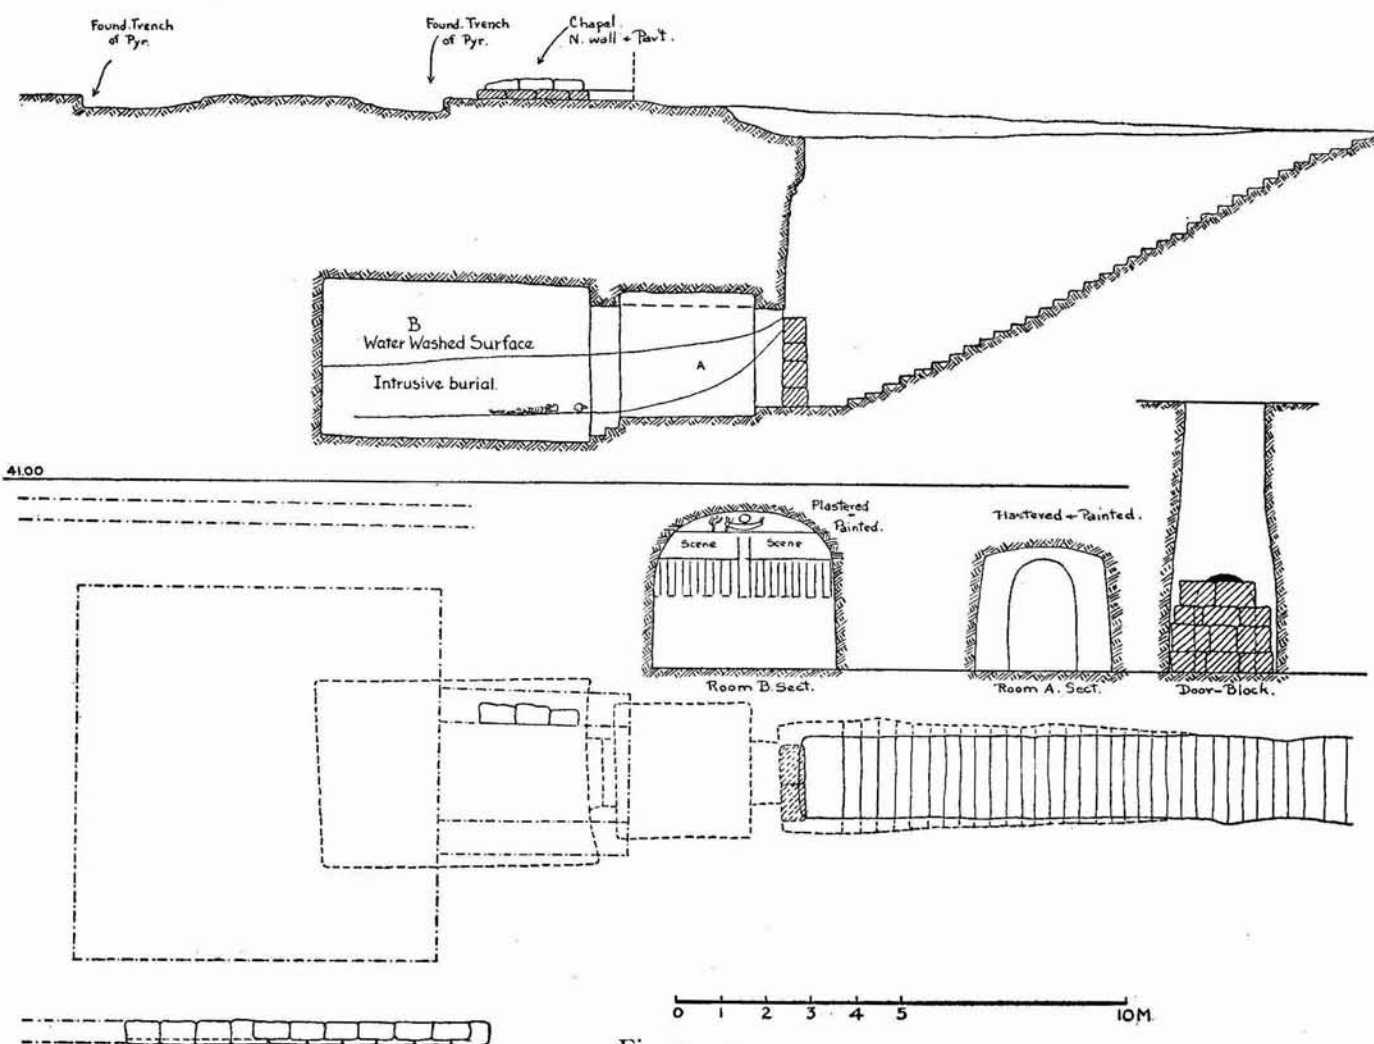 Found. Trench
of Pyr.
Found. Trench
of Pyr.
Chapel.
N. wall + Pav't.
B
Water Washed Surface
A
Intrusive burial.
41.00
Plastered
+
Painted.
Scene Scene
Plastered + Painted.
Room B. Sect.
Room A. Sect.
Door-Block.
0 1 2 3 4 5 10 M.